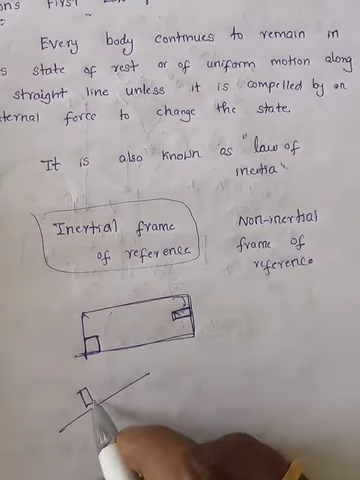 First
Every body continues to remain in
state of rest or of uniform motion along
straight line unless it is compelled by an
ternal force to change the state
It is also known as "law of
inertia"
Inertial frame
of reference
Non-inertial
frame of
reference